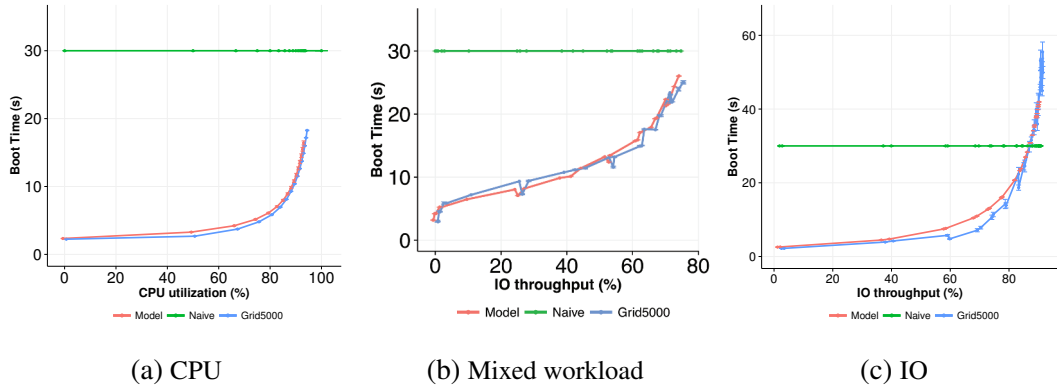 Boot Time (s)
30
20
10
0
0 20 40 60 80 100
CPU utilization (%)
Model Naive Grid5000
(a) CPU
Boot Time (s)
30
20
10
0
0 20 40 60 80
IO throughput (%)
Model Naive Grid5000
(b) Mixed workload
Boot Time (s)
60
40
20
0
0 20 40 60 80
IO throughput (%)
Model Naive Grid5000
(c) IO